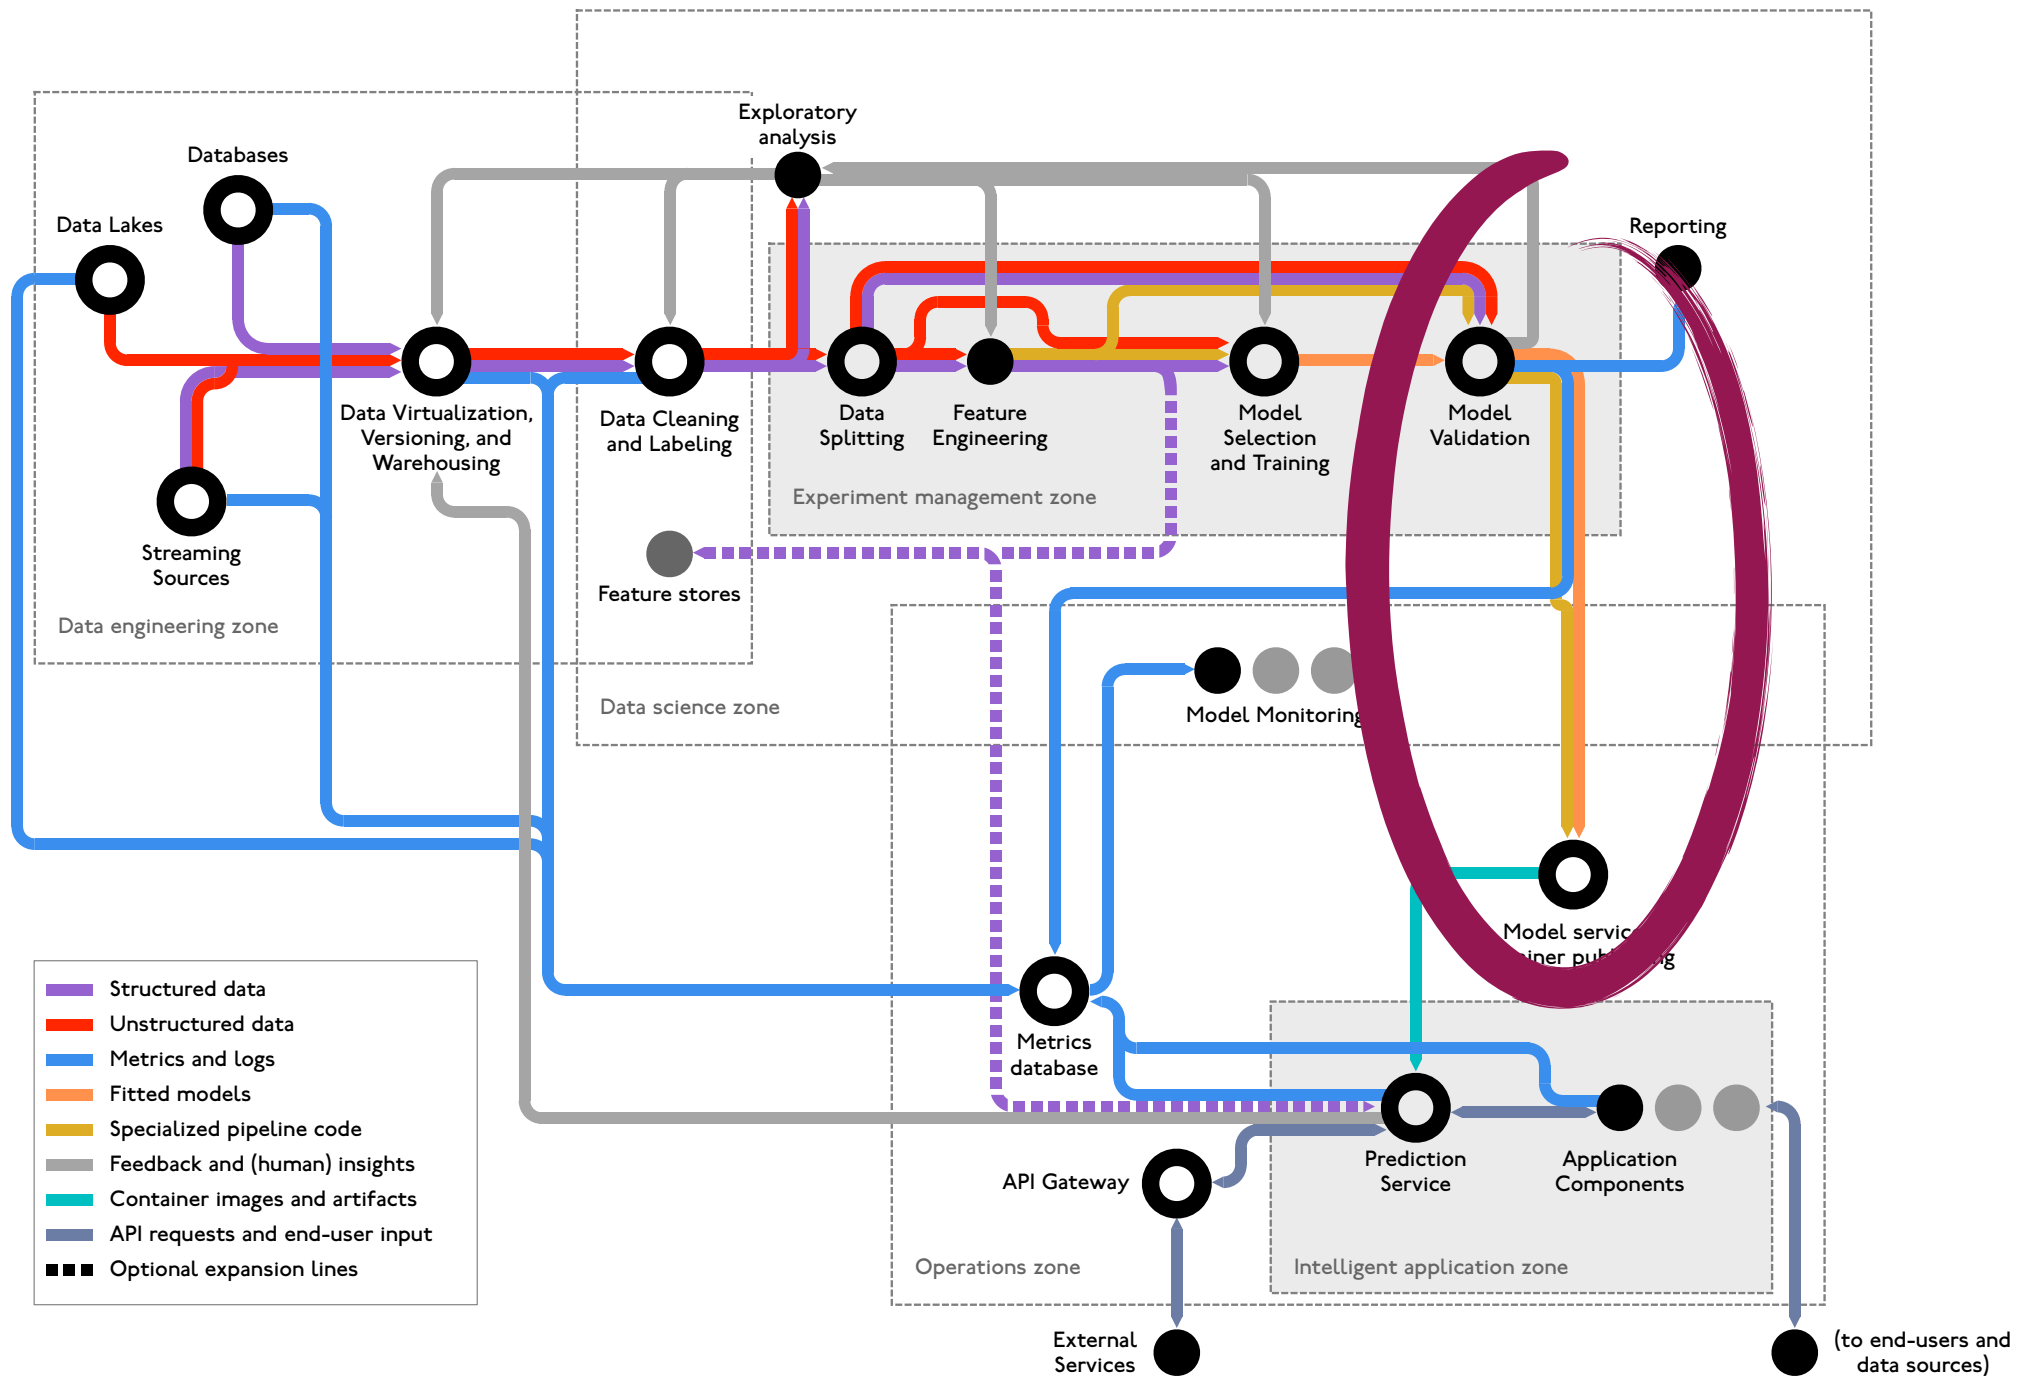 Exploratory
analysis
Databases
Data Lakes
Reporting
Data Virtualization,
Versioning, and
Warehousing
Data Cleaning
and Labeling
Data
Splitting
Feature
Engineering
Model
Selection
and Training
Model
Validation
Experiment management zone
Streaming
Sources
Feature stores
Data engineering zone
Data science zone
Model Monitoring
Model
Metrics
database
Prediction
Service
Application
Components
API Gateway
Operations zone
Intelligent application zone
External
Services
(to end-users and
data sources)
Structured data
Unstructured data
Metrics and logs
Fitted models
Specialized pipeline code
Feedback and (human) insights
Container images and artifacts
API requests and end-user input
Optional expansion lines